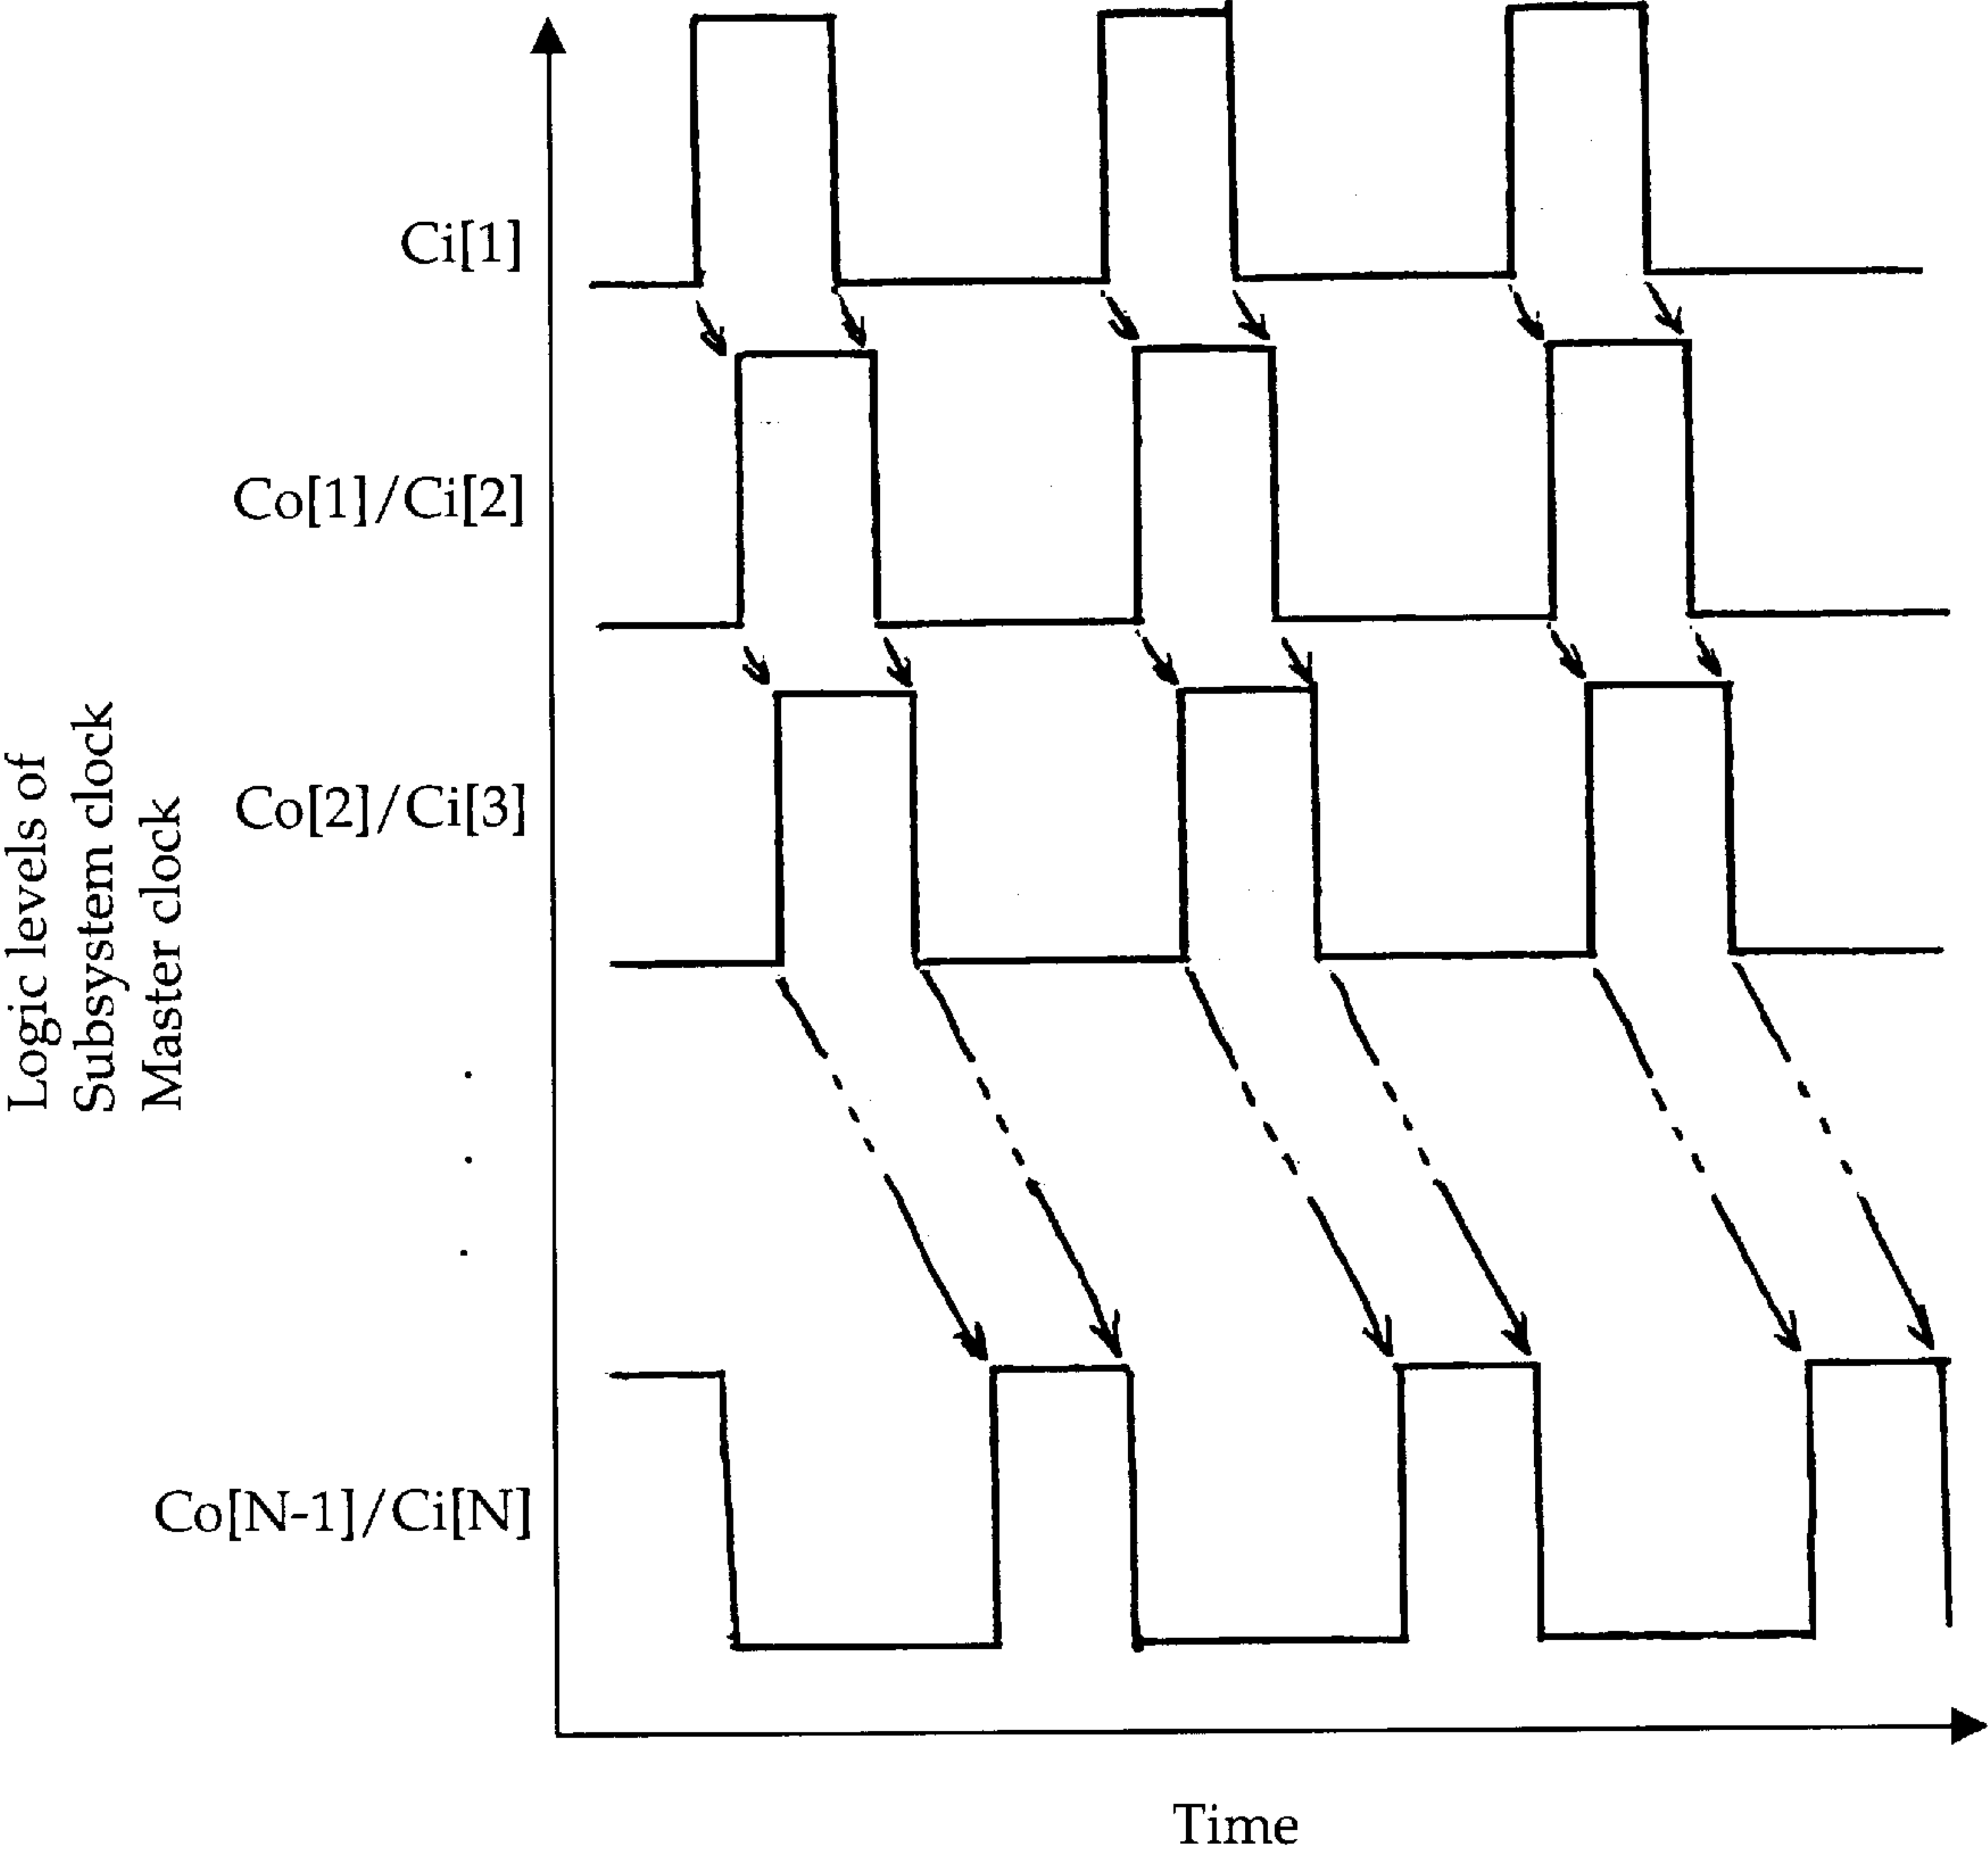 Ci[1]
Co[1]/Ci[2]
Co[2]/Ci[3]
Logic levels of
Subsystem clock
Master clock
Co[N-1]/Ci[N]
Time